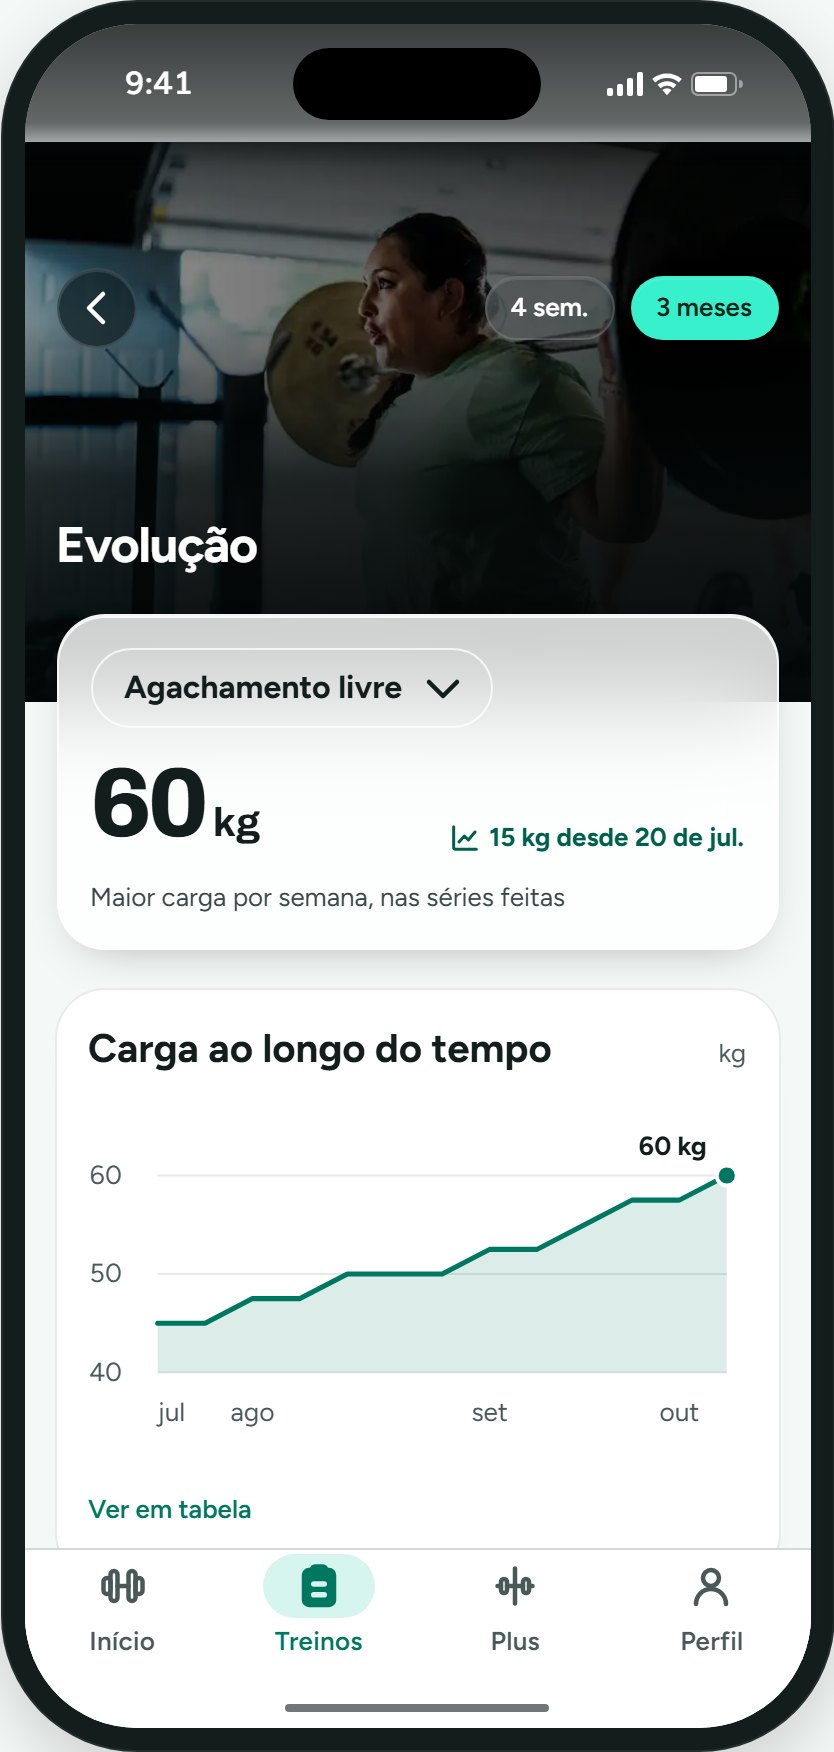 9:41
4 sem.
3 meses
Evolução
Agachamento livre
60 kg
15 kg desde 20 de jul.
Maior carga por semana, nas séries feitas
Carga ao longo do tempo
kg
60 kg
60
50
40
jul ago set out
Ver em tabela
Início Treinos Plus Perfil